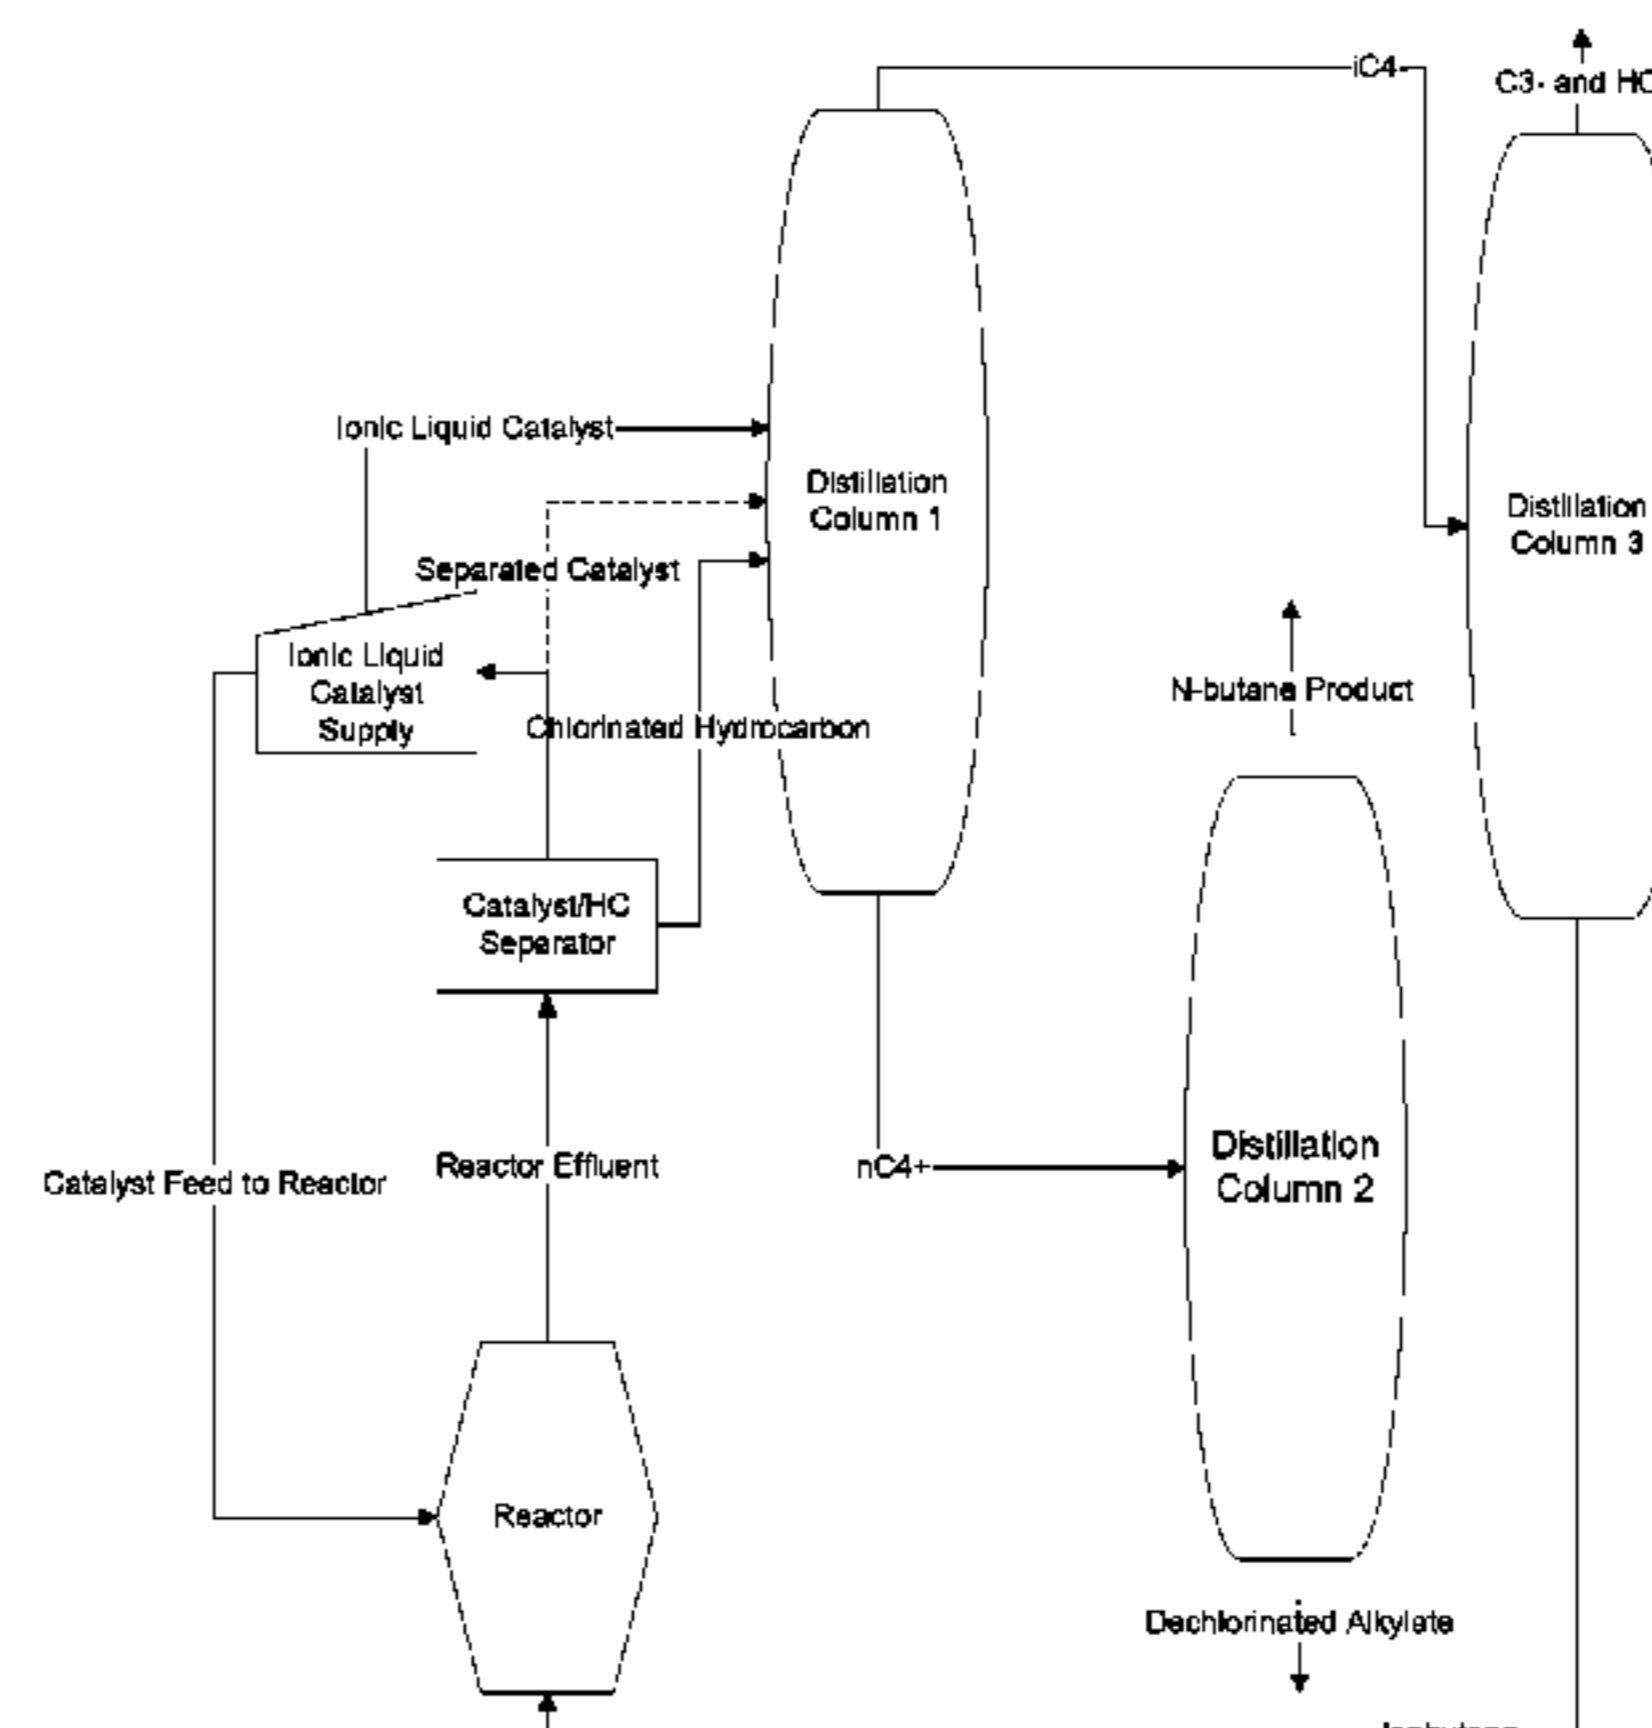 iC4-
C3- and HC
Ionic Liquid Catalyst
Distillation
Column 1
Distillation
Column 3
Separated Catalyst
Ionic Liquid
Catalyst
Supply
N-butane Product
Chlorinated Hydrocarbon
Catalyst/HC
Separator
Distillation
Column 2
Reactor Effluent
nC4+
Catalyst Feed to Reactor
Reactor
Dechlorinated Alkylate